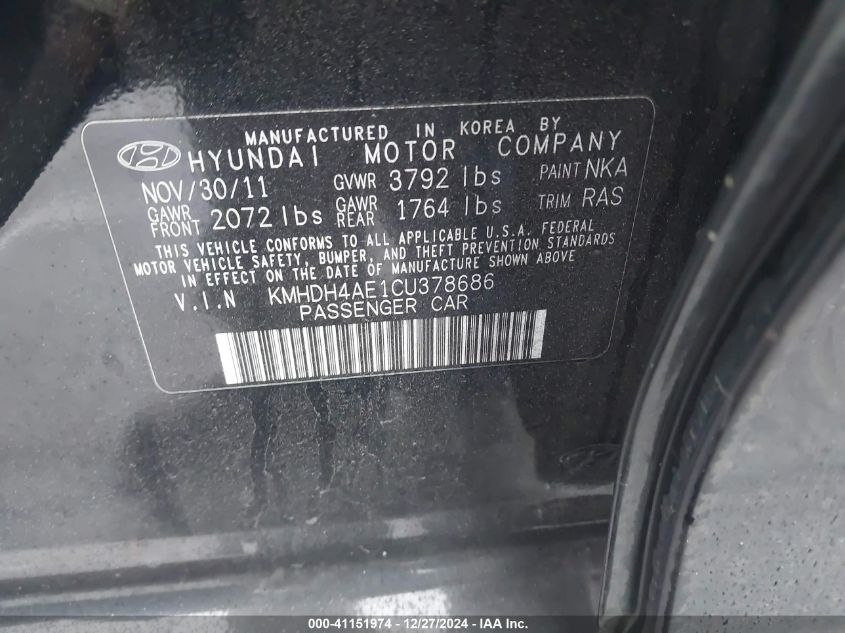 MANUFACTURED IN KOREA BY
HYUNDAI MOTOR COMPANY
NOV/30/11 GVWR 3792 lbs PAINT NKA
GAWR FRONT 2072 lbs GAWR REAR 1764 lbs TRIM RAS
THIS VEHICLE CONFORMS TO ALL APPLICABLE U.S.A. FEDERAL
MOTOR VEHICLE SAFETY, BUMPER, AND THEFT PREVENTION STANDARDS
IN EFFECT ON THE DATE OF MANUFACTURE SHOWN ABOVE
V.I.N KMHDH4AE1CU378686
PASSENGER CAR
000-41151974 - 12/27/2024 - IAA Inc.